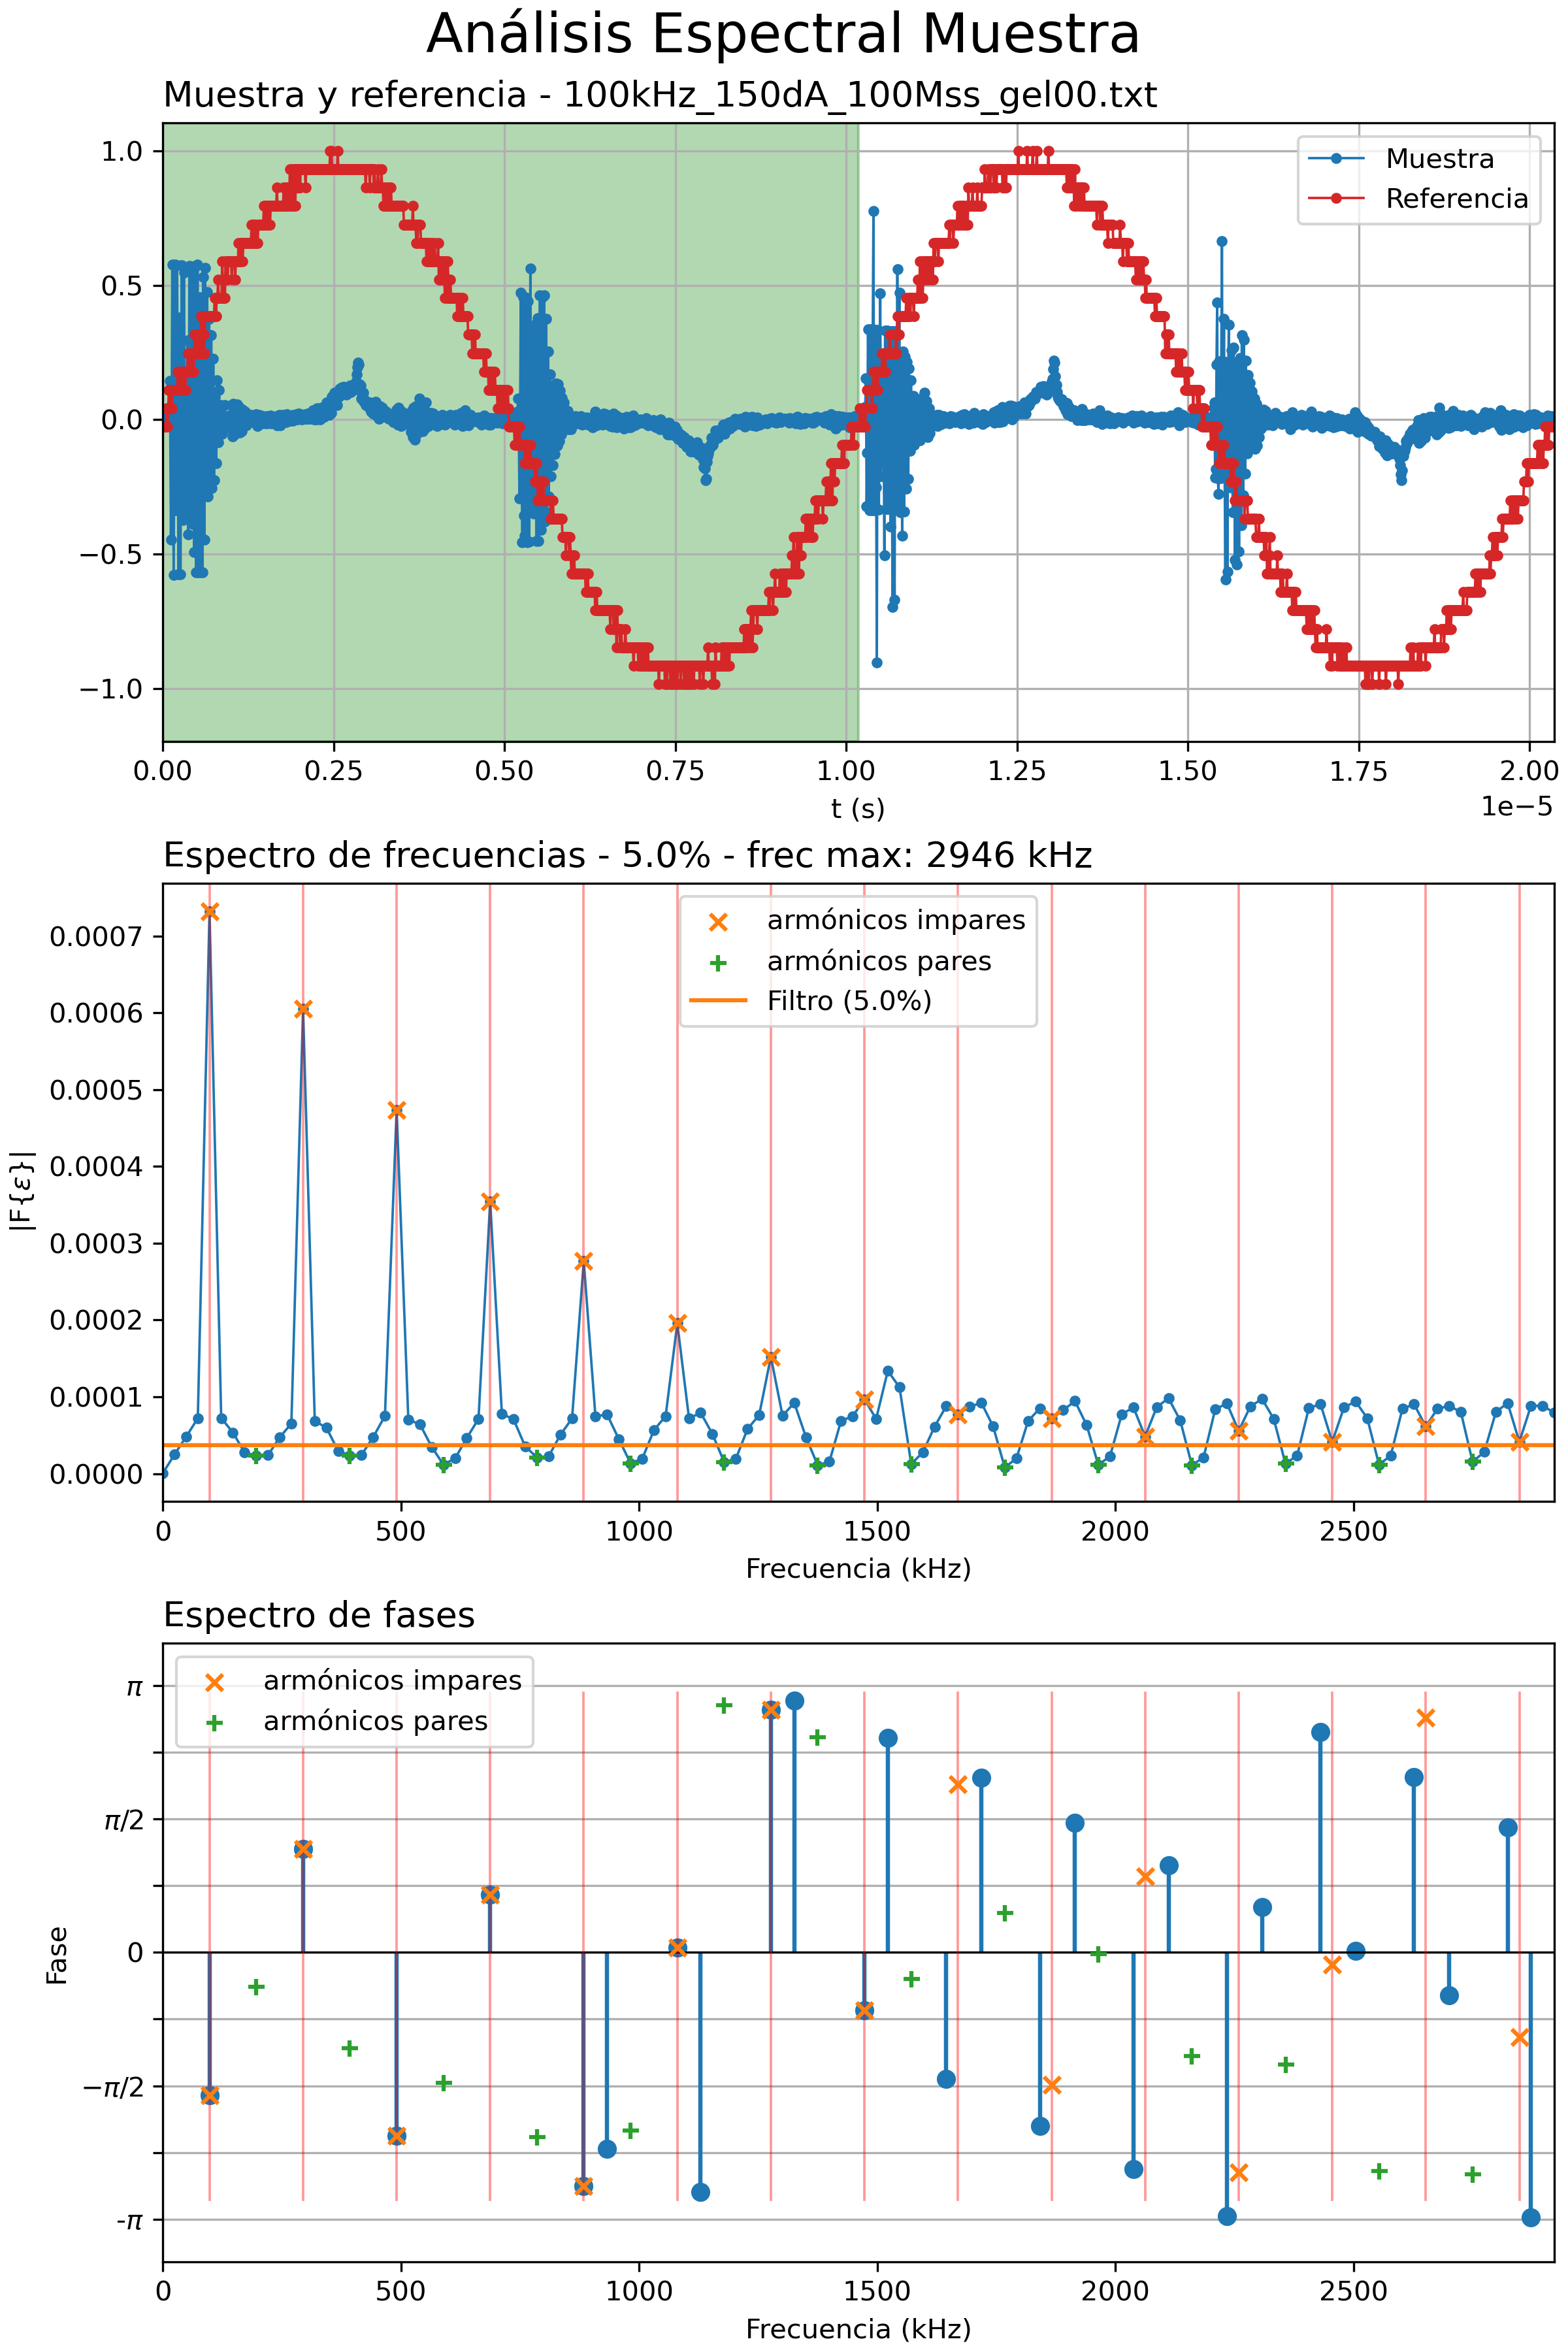 Análisis Espectral Muestra
Muestra y referencia - 100kHz_150dA_100Mss_gel00.txt
1.0
0.5
0.0
−0.5
−1.0
Muestra
Referencia
0.00 0.25 0.50 0.75 1.00 1.25 1.50 1.75 2.00
1e−5
t (s)
Espectro de frecuencias - 5.0% - frec max: 2946 kHz
0.0007
0.0006
0.0005
0.0004
0.0003
0.0002
0.0001
0.0000
|F{ε}|
armónicos impares
armónicos pares
Filtro (5.0%)
0 500 1000 1500 2000 2500
Frecuencia (kHz)
Espectro de fases
π
π/2
0
−π/2
-π
Fase
armónicos impares
armónicos pares
0 500 1000 1500 2000 2500
Frecuencia (kHz)